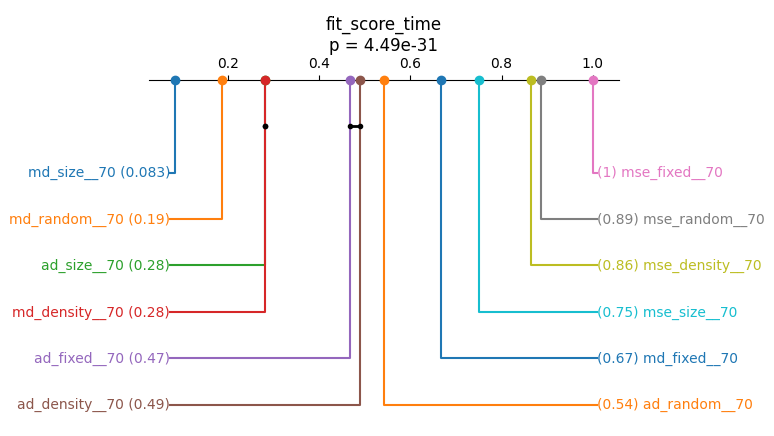 fit_score_time
p = 4.49e-31
0.2 0.4 0.6 0.8 1.0
md_size__70 (0.083)
(1) mse_fixed__70
md_random__70 (0.19)
(0.89) mse_random__70
ad_size__70 (0.28)
(0.86) mse_density__70
md_density__70 (0.28)
(0.75) mse_size__70
ad_fixed__70 (0.47)
(0.67) md_fixed__70
ad_density__70 (0.49)
(0.54) ad_random__70